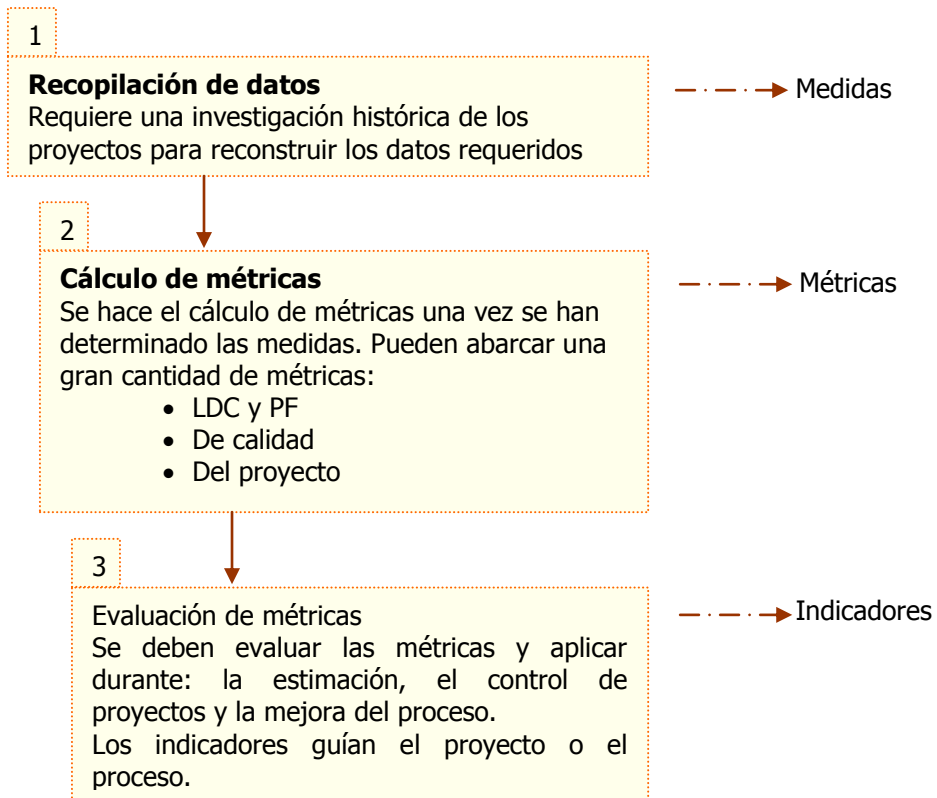 1
Recopilación de datos
Requiere una investigación histórica de los
proyectos para reconstruir los datos requeridos
Medidas
2
Cálculo de métricas
Se hace el cálculo de métricas una vez se han
determinado las medidas. Pueden abarcar una
gran cantidad de métricas:
• LDC y PF
• De calidad
• Del proyecto
Métricas
3
Evaluación de métricas
Se deben evaluar las métricas y aplicar
durante: la estimación, el control de
proyectos y la mejora del proceso.
Los indicadores guían el proyecto o el
proceso.
Indicadores